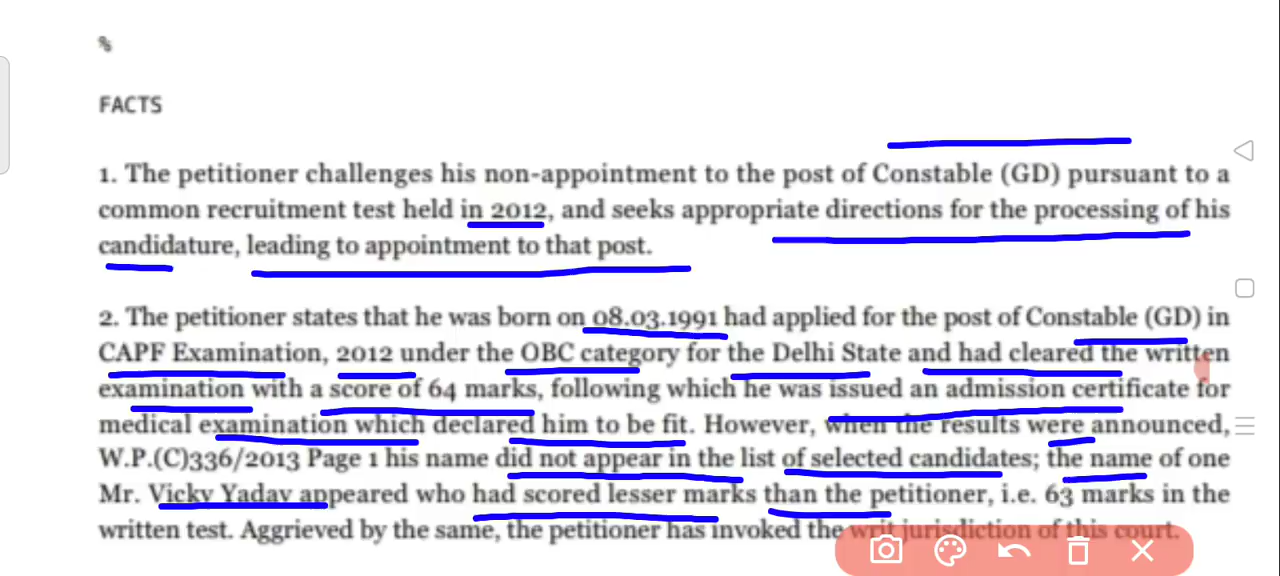 %
FACTS
1. The petitioner challenges his non-appointment to the post of Constable (GD) pursuant to a
common recruitment test held in 2012, and seeks appropriate directions for the processing of his
candidature, leading to appointment to that post.
2. The petitioner states that he was born on 08.03.1991 had applied for the post of Constable (GD) in
CAPF Examination, 2012 under the OBC category for the Delhi State and had cleared the written
examination with a score of 64 marks, following which he was issued an admission certificate for
medical examination which declared him to be fit. However, when the results were announced,
W.P.(C)336/2013 Page 1 his name did not appear in the list of selected candidates; the name of one
Mr. Vicky Yadav appeared who had scored lesser marks than the petitioner, i.e. 63 marks in the
written test. Aggrieved by the same, the petitioner has invoked the writ jurisdiction of this court.